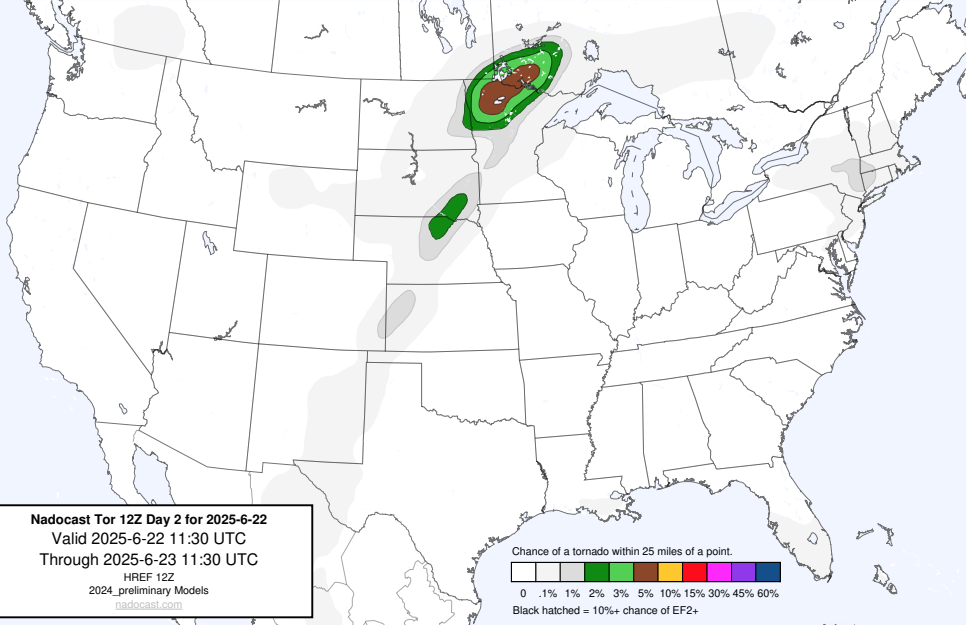 Nadocast Tor 12Z Day 2 for 2025-6-22
Valid 2025-6-22 11:30 UTC
Through 2025-6-23 11:30 UTC
HREF 12Z
2024_preliminary Models
nadocast.com
Chance of a tornado within 25 miles of a point.
0 .1% 1% 2% 3% 5% 10% 15% 30% 45% 60%
Black hatched = 10%+ chance of EF2+